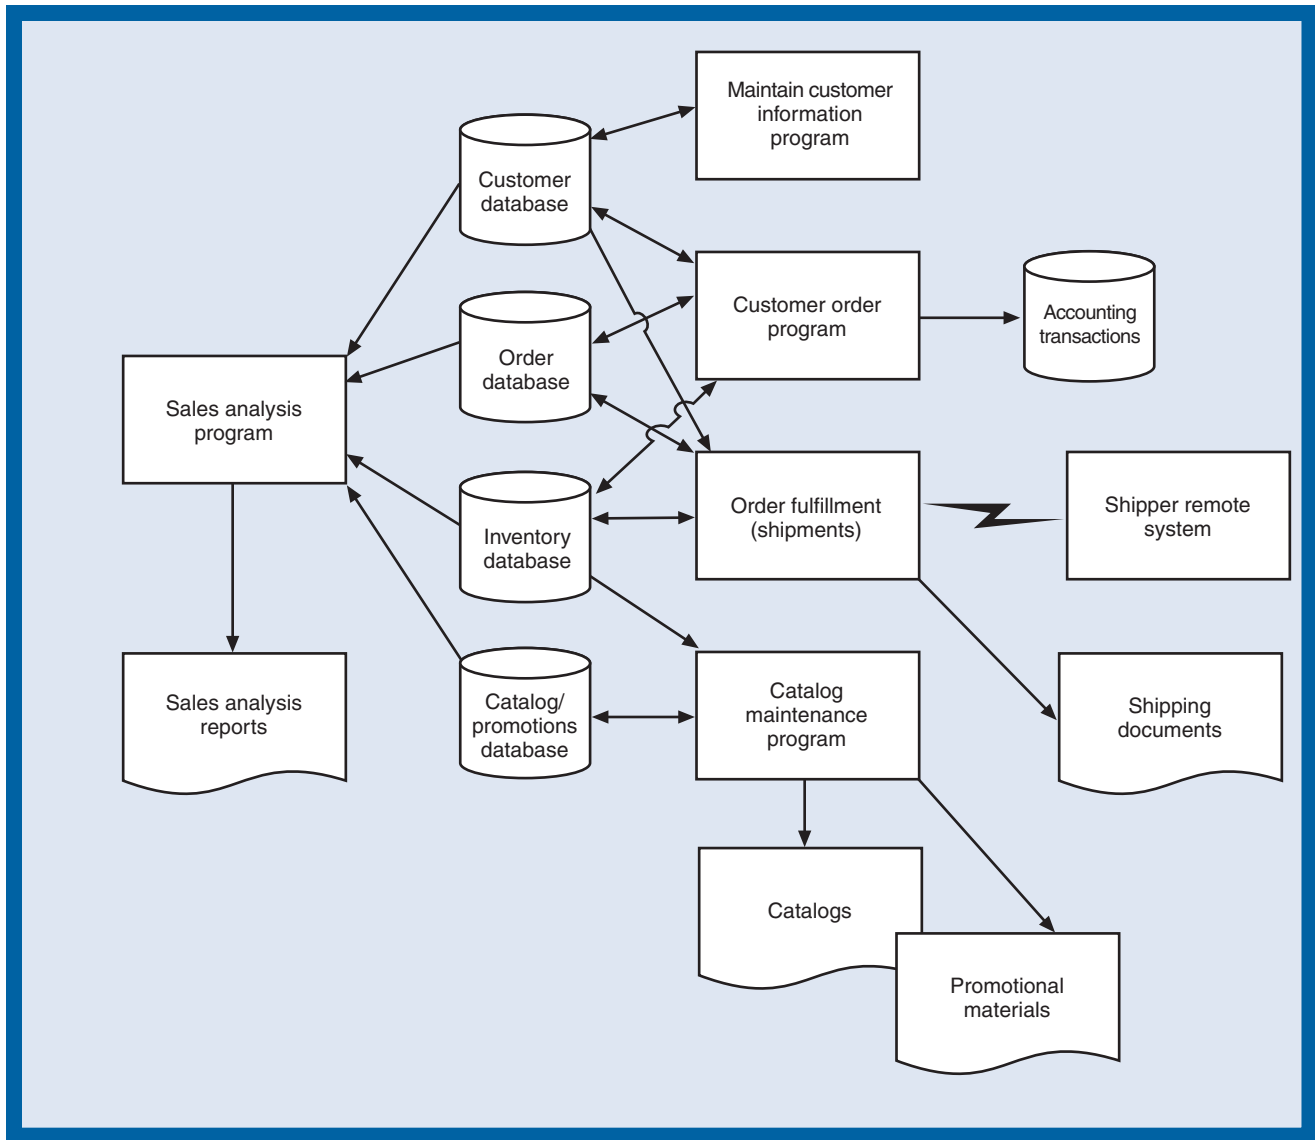 Maintain customer
information
program
Customer
database
Customer order
program
Accounting
transactions
Order
database
Sales analysis
program
Order fulfillment
(shipments)
Shipper remote
system
Inventory
database
Sales analysis
reports
Catalog/
promotions
database
Catalog
maintenance
program
Shipping
documents
Catalogs
Promotional
materials